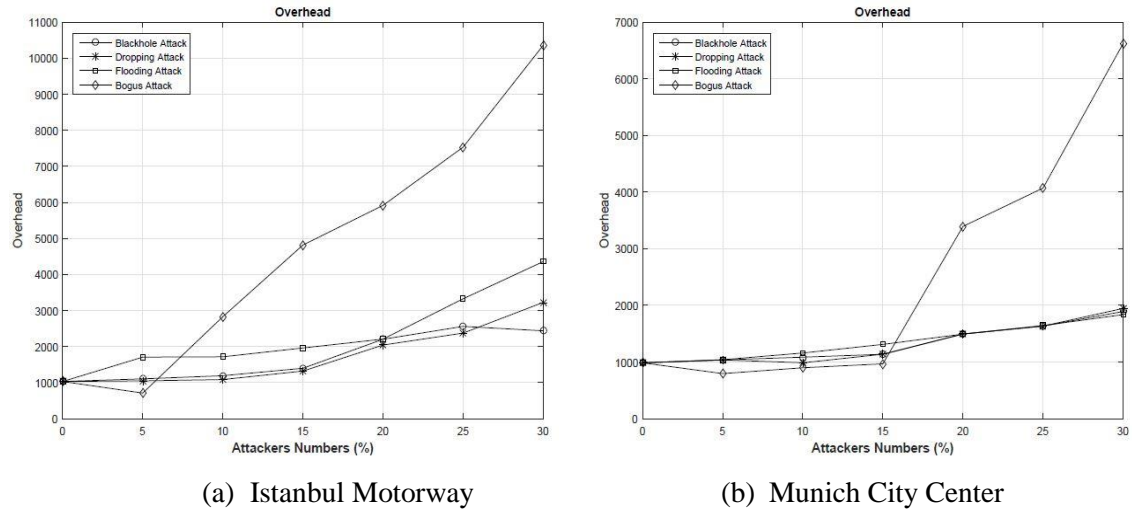 Overhead
11000
10000
9000
8000
7000
6000
5000
4000
3000
2000
1000
0
Overhead
Blackhole Attack
Dropping Attack
Flooding Attack
Bogus Attack
0 5 10 15 20 25 30
Attackers Numbers (%)
(a) Istanbul Motorway
Overhead
7000
6000
5000
4000
3000
2000
1000
0
Overhead
Blackhole Attack
Dropping Attack
Flooding Attack
Bogus Attack
0 5 10 15 20 25 30
Attackers Numbers (%)
(b) Munich City Center